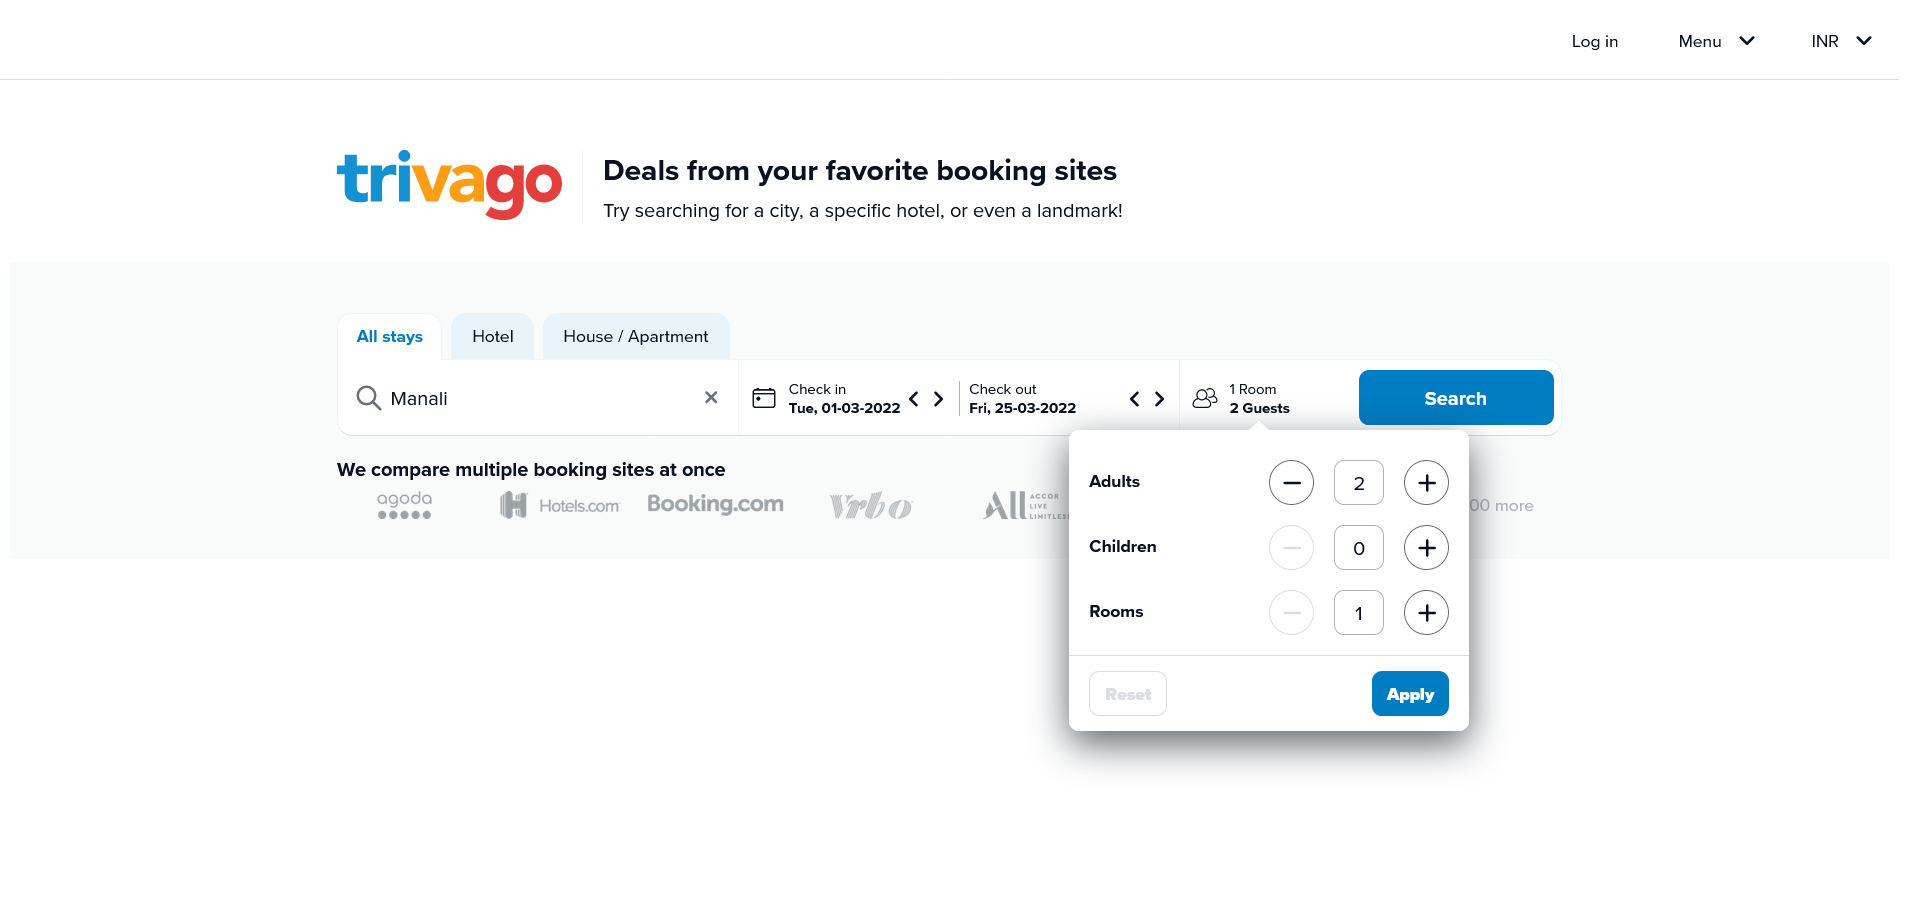 Log in
Menu
INR
trivago
Deals from your favorite booking sites
Try searching for a city, a specific hotel, or even a landmark!
All stays
Hotel
House / Apartment
Manali
Check in
Tue, 01-03-2022
Check out
Fri, 25-03-2022
1 Room
2 Guests
Search
We compare multiple booking sites at once
agoda
Hotels.com
Booking.com
Vrbo
All
ACCOR
LIVE
LIMITLESS
00 more
Adults
2
Children
0
Rooms
1
Reset
Apply